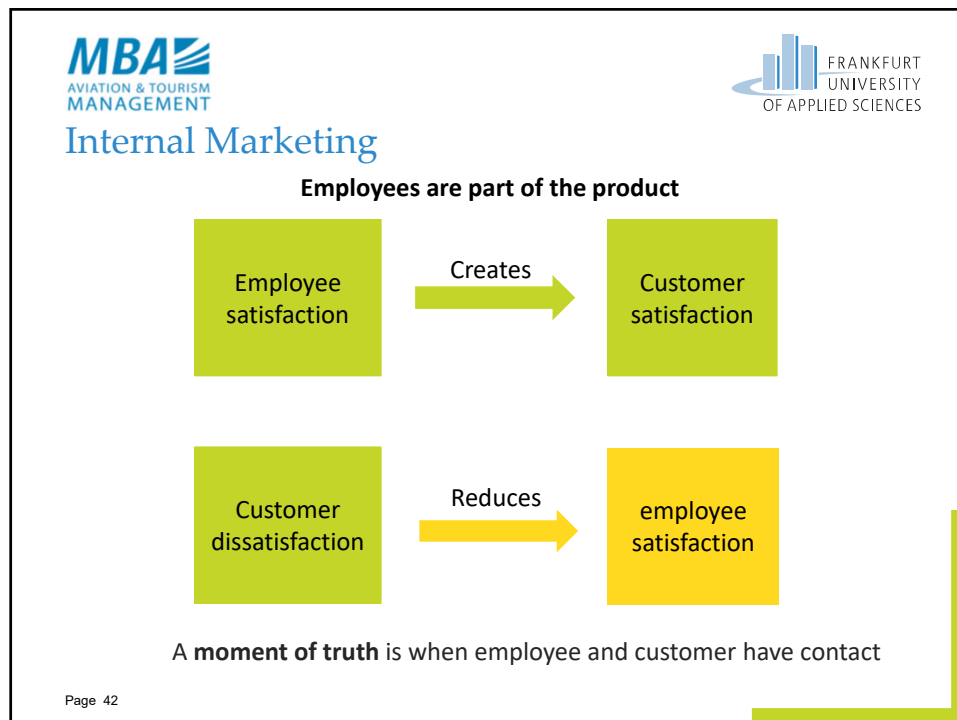 MBA
AVIATION & TOURISM
MANAGEMENT
FRANKFURT
UNIVERSITY
OF APPLIED SCIENCES
Internal Marketing
Employees are part of the product
Employee
satisfaction
Creates
Customer
satisfaction
Customer
dissatisfaction
Reduces
employee
satisfaction
A moment of truth is when employee and customer have contact
Page 42